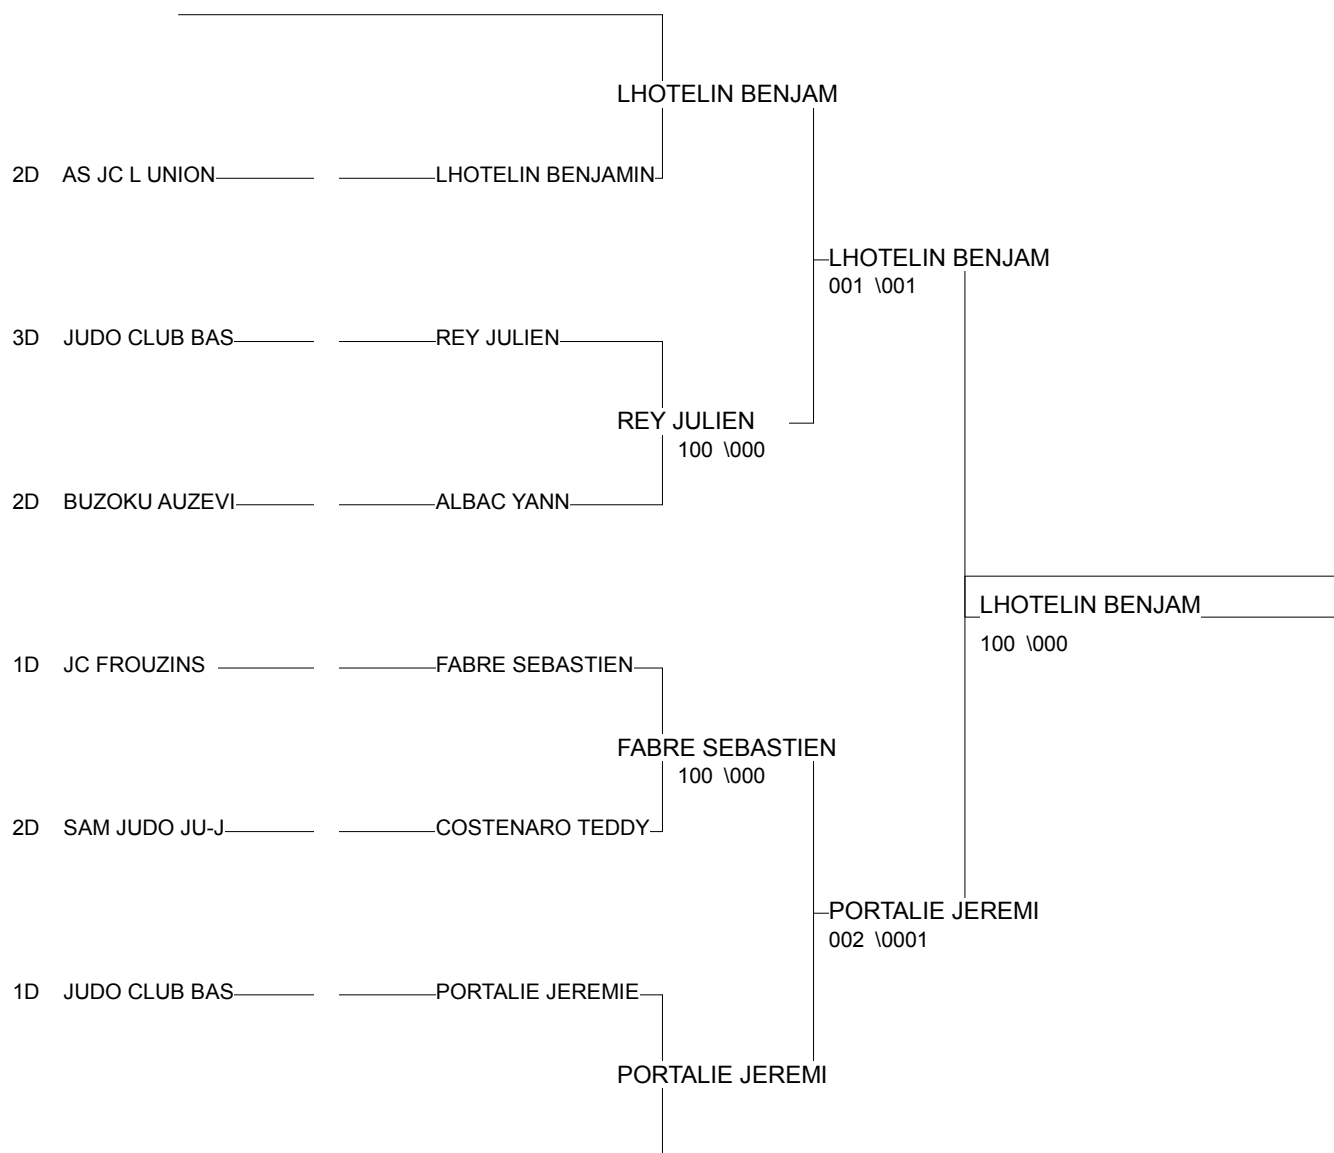 LHOTELIN BENJAM
2D AS JC L UNION LHOTELIN BENJAMIN
LHOTELIN BENJAM
001 \001
3D JUDO CLUB BAS REY JULIEN
REY JULIEN
100 \000
2D BUZOKU AUZEVI ALBAC YANN
LHOTELIN BENJAM
100 \000
1D JC FROUZINS FABRE SEBASTIEN
FABRE SEBASTIEN
100 \000
2D SAM JUDO JU-J COSTENARO TEDDY
PORTALIE JEREMI
002 \0001
1D JUDO CLUB BAS PORTALIE JEREMIE
PORTALIE JEREMI